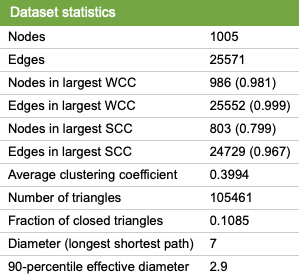 Dataset statistics
Nodes 1005
Edges 25571
Nodes in largest WCC 986 (0.981)
Edges in largest WCC 25552 (0.999)
Nodes in largest SCC 803 (0.799)
Edges in largest SCC 24729 (0.967)
Average clustering coefficient 0.3994
Number of triangles 105461
Fraction of closed triangles 0.1085
Diameter (longest shortest path) 7
90-percentile effective diameter 2.9